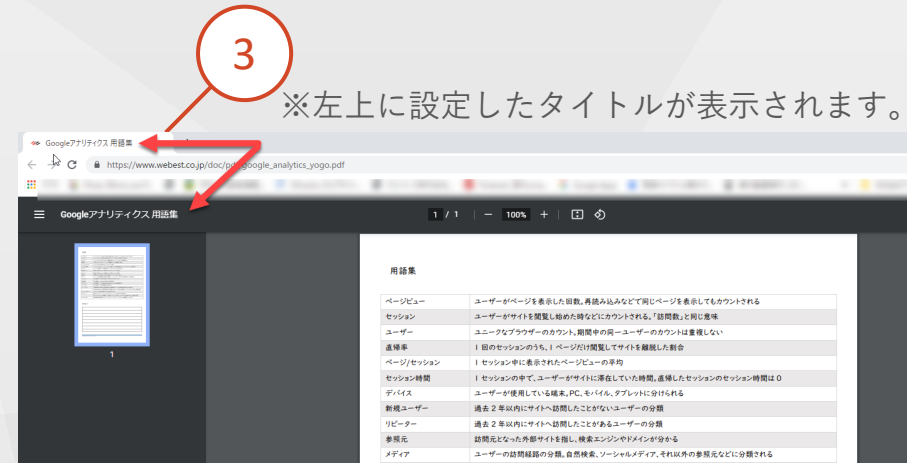 3
※左上に設定したタイトルが表示されます。
Googleアナリティクス 用語集
https://www.webest.co.jp/doc/pdf/google_analytics_yogo.pdf
Googleアナリティクス 用語集
1 / 1 − 100% +
1
用語集
ページビュー ユーザーがページを表示した回数。再読み込みなどで同じページを表示してもカウントされる
セッション ユーザーがサイトを閲覧し始めた時などにカウントされる。「訪問数」と同じ意味
ユーザー ユニークなブラウザーのカウント。期間中の同一ユーザーのカウントは重複しない
直帰率 1回のセッションのうち、1ページだけ閲覧してサイトを離脱した割合
ページ/セッション 1セッション中に表示されたページビューの平均
セッション時間 1セッションの中で、ユーザーがサイトに滞在していた時間。直帰したセッションのセッション時間は0
デバイス ユーザーが使用している端末。PC、モバイル、タブレットに分けられる
新規ユーザー 過去2年以内にサイトへ訪問したことがないユーザーの分類
リピーター 過去2年以内にサイトへ訪問したことがあるユーザーの分類
参照元 訪問元となった外部サイトを指し、検索エンジンやドメインが分かる
メディア ユーザーの訪問経路の分類。自然検索、ソーシャルメディア、それ以外の参照元などに分類される